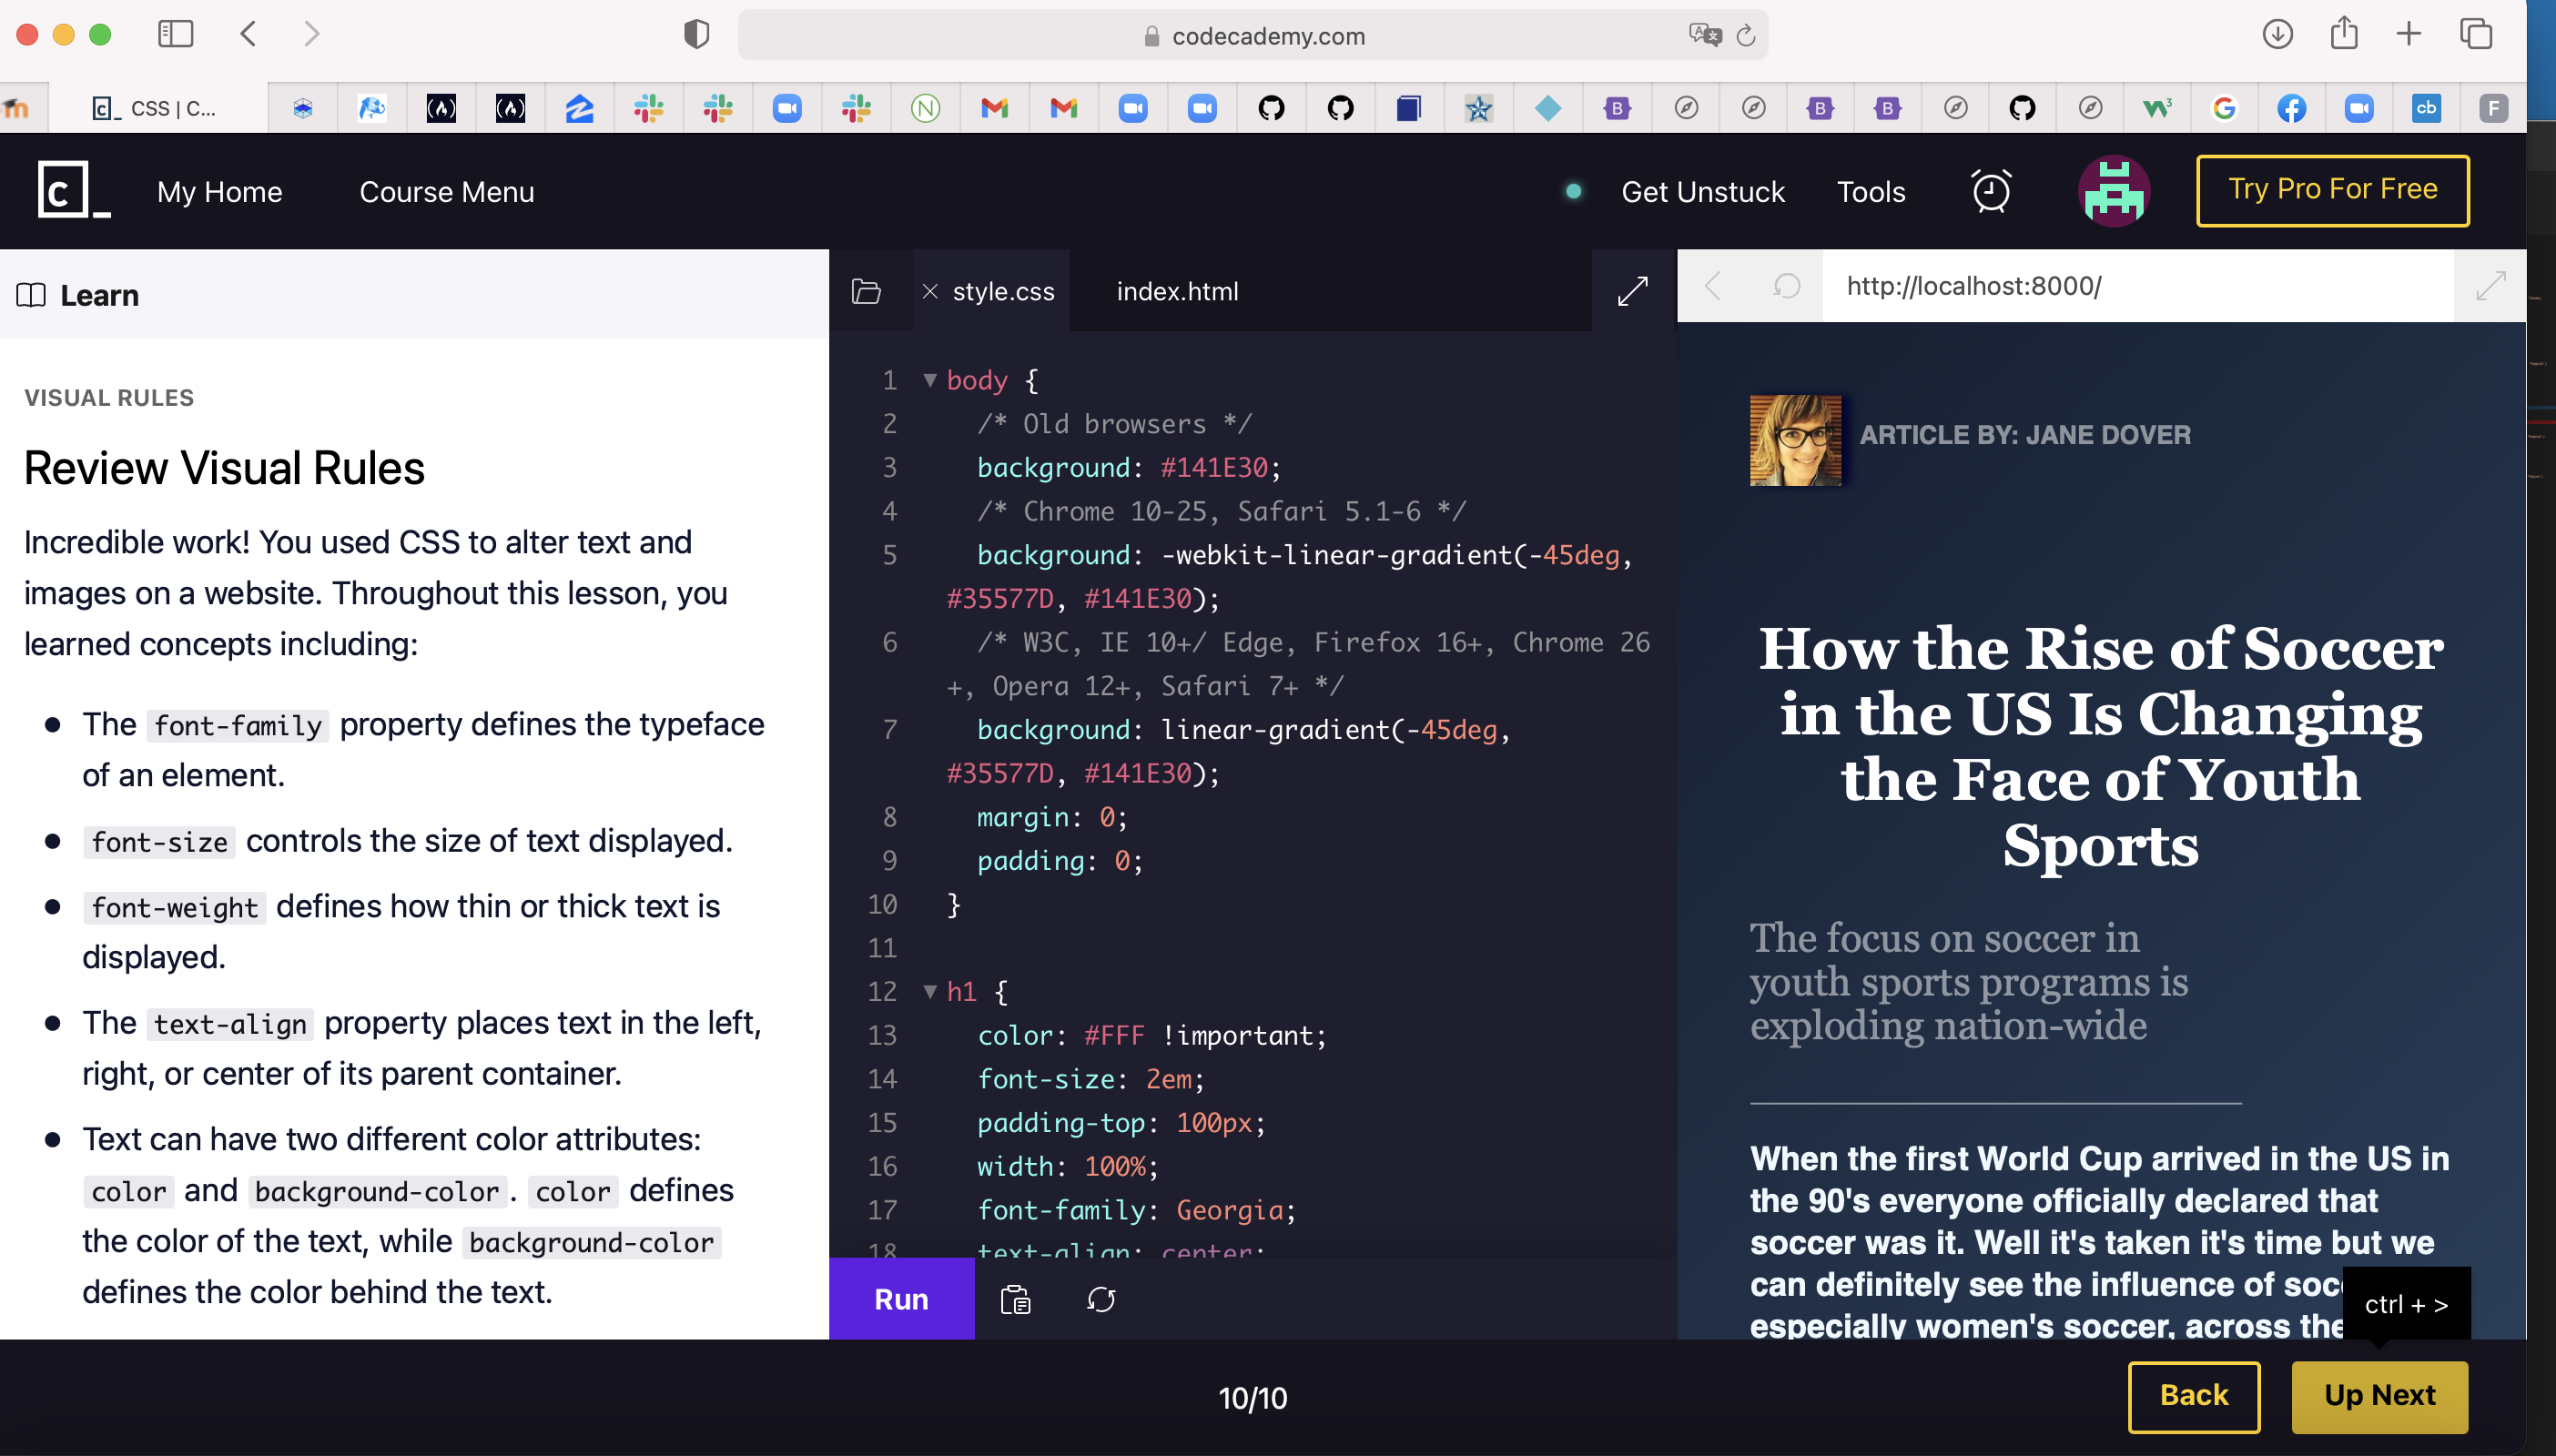 codecademy.com
CSS | C...
B
B
B
cb
F
My Home
Course Menu
Get Unstuck
Tools
Try Pro For Free
Learn
VISUAL RULES
Review Visual Rules
Incredible work! You used CSS to alter text and
images on a website. Throughout this lesson, you
learned concepts including:
The font-family property defines the typeface
of an element.
font-size controls the size of text displayed.
font-weight defines how thin or thick text is
displayed.
The text-align property places text in the left,
right, or center of its parent container.
Text can have two different color attributes:
color and background-color. color defines
the color of the text, while background-color
defines the color behind the text.
style.css
index.html
1 body {
2 /* Old browsers */
3 background: #141E30;
4 /* Chrome 10-25, Safari 5.1-6 */
5 background: -webkit-linear-gradient(-45deg,
#35577D, #141E30);
6 /* W3C, IE 10+/ Edge, Firefox 16+, Chrome 26
+, Opera 12+, Safari 7+ */
7 background: linear-gradient(-45deg,
#35577D, #141E30);
8 margin: 0;
9 padding: 0;
10 }
11
12 h1 {
13 color: #FFF !important;
14 font-size: 2em;
15 padding-top: 100px;
16 width: 100%;
17 font-family: Georgia;
18 text-align: center;
Run
http://localhost:8000/
ARTICLE BY: JANE DOVER
How the Rise of Soccer
in the US Is Changing
the Face of Youth
Sports
The focus on soccer in
youth sports programs is
exploding nation-wide
When the first World Cup arrived in the US in
the 90's everyone officially declared that
soccer was it. Well it's taken it's time but we
can definitely see the influence of soc
especially women's soccer, across the
ctrl + >
10/10
Back
Up Next